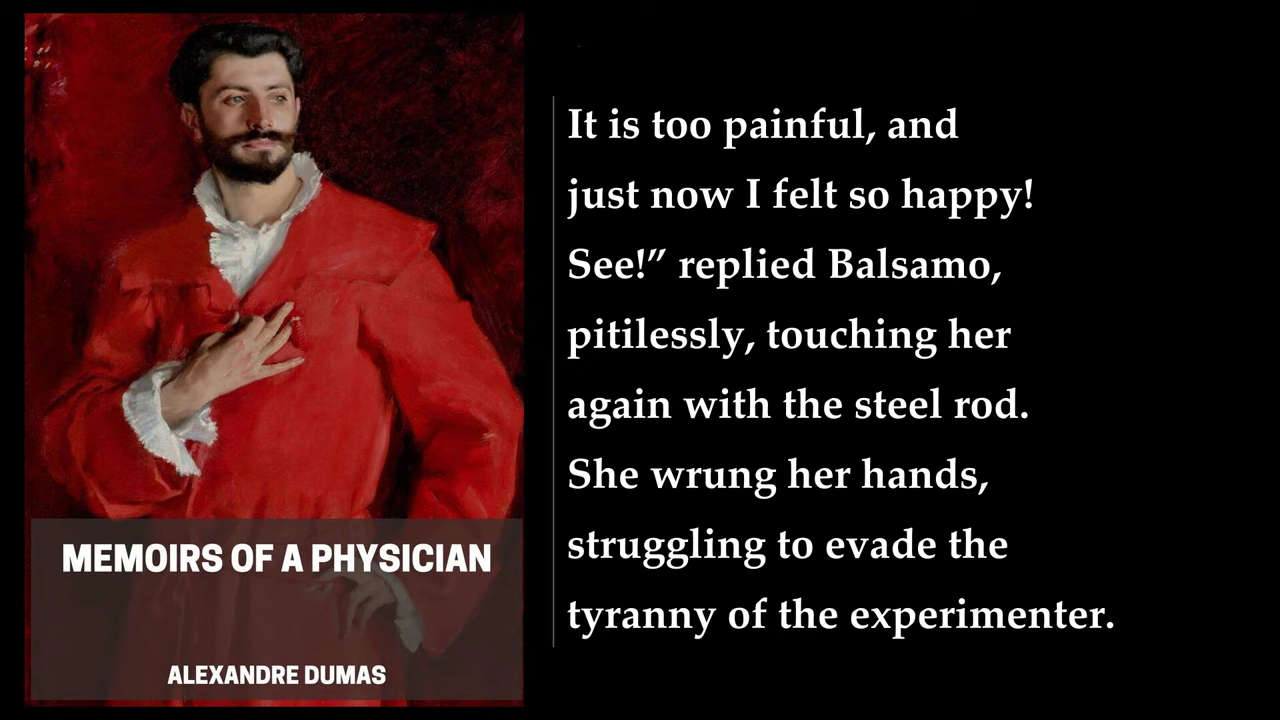 MEMOIRS OF A PHYSICIAN
ALEXANDRE DUMAS
It is too painful, and
just now I felt so happy!
See!” replied Balsamo,
pitilessly, touching her
again with the steel rod.
She wrung her hands,
struggling to evade the
tyranny of the experimenter.